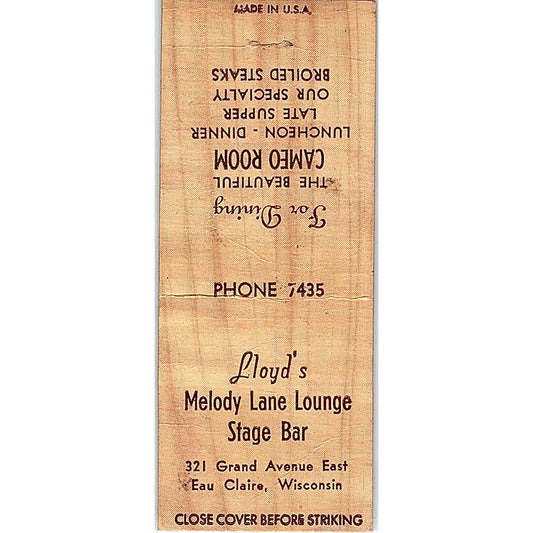 MADE IN U.S.A.
For Dining
THE BEAUTIFUL
CAMEO ROOM
LUNCHEON - DINNER
LATE SUPPER
OUR SPECIALTY
BROILED STEAKS
PHONE 7435
Lloyd's
Melody Lane Lounge
Stage Bar
321 Grand Avenue East
Eau Claire, Wisconsin
CLOSE COVER BEFORE STRIKING